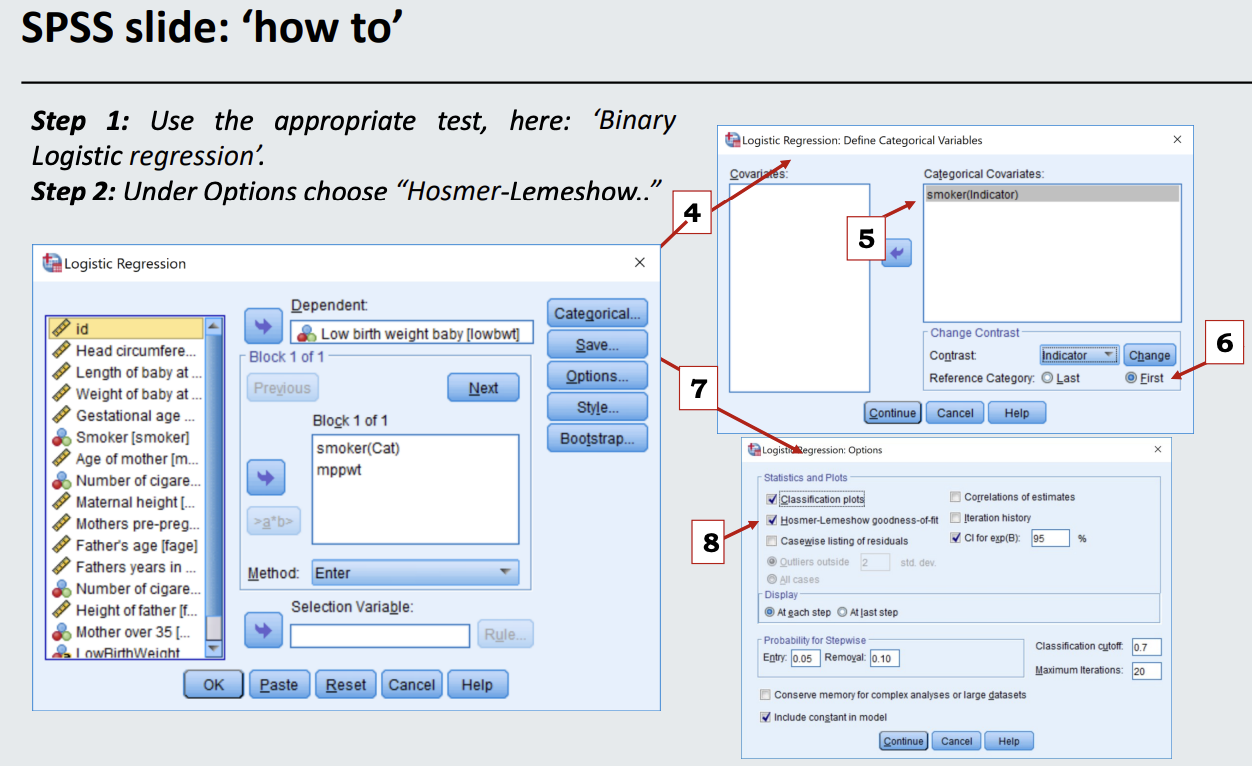 SPSS slide: ‘how to’
Step 1: Use the appropriate test, here: ‘Binary
Logistic regression’.
Step 2: Under Options choose “Hosmer-Lemeshow..”
4
Logistic Regression
Dependent:
Low birth weight baby [lowbwt]
id
Head circumfere...
Length of baby at ...
Weight of baby at ...
Gestational age ...
Smoker [smoker]
Age of mother [m...
Number of cigare...
Maternal height [...
Mothers pre-preg...
Father's age [fage]
Fathers years in ...
Number of cigare...
Height of father [f...
Mother over 35 [...
LowBirthWeight
Block 1 of 1
Previous
Next
Block 1 of 1
smoker(Cat)
mppwt
>a*b>
Method: Enter
Selection Variable:
Rule...
Categorical...
Save...
Options...
Style...
Bootstrap...
OK Paste Reset Cancel Help
Logistic Regression: Define Categorical Variables
Covariates:
Categorical Covariates:
smoker(Indicator)
5
Change Contrast
Contrast: Indicator Change
Reference Category: Last First
6
Continue Cancel Help
7
Logistic Regression: Options
Statistics and Plots
Classification plots
Correlations of estimates
Hosmer-Lemeshow goodness-of-fit
Iteration history
8
Casewise listing of residuals
CI for exp(B): 95 %
Outliers outside 2 std. dev.
All cases
Display
At each step At last step
Probability for Stepwise
Entry: 0.05 Removal: 0.10
Classification cutoff: 0.7
Maximum Iterations: 20
Conserve memory for complex analyses or large datasets
Include constant in model
Continue Cancel Help